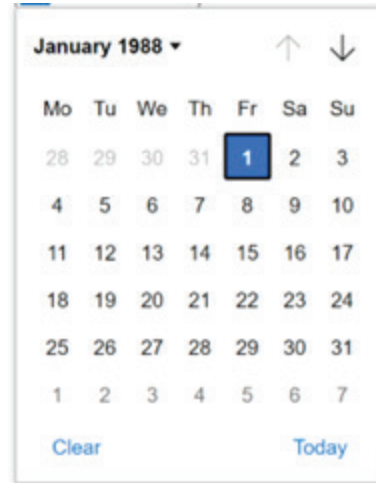 January 1988
Mo Tu We Th Fr Sa Su
28 29 30 31 1 2 3
4 5 6 7 8 9 10
11 12 13 14 15 16 17
18 19 20 21 22 23 24
25 26 27 28 29 30 31
1 2 3 4 5 6 7
Clear Today